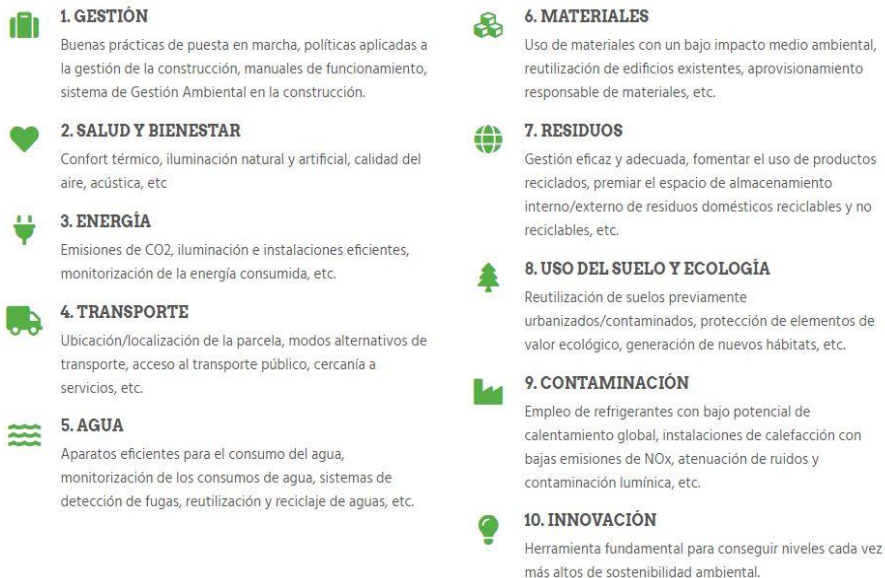 1. GESTIÓN
Buenas prácticas de puesta en marcha, políticas aplicadas a
la gestión de la construcción, manuales de funcionamiento,
sistema de Gestión Ambiental en la construcción.
2. SALUD Y BIENESTAR
Confort térmico, iluminación natural y artificial, calidad del
aire, acústica, etc
3. ENERGÍA
Emisiones de CO2, iluminación e instalaciones eficientes,
monitorización de la energía consumida, etc.
4. TRANSPORTE
Ubicación/localización de la parcela, modos alternativos de
transporte, acceso al transporte público, cercanía a
servicios, etc.
5. AGUA
Aparatos eficientes para el consumo del agua,
monitorización de los consumos de agua, sistemas de
detección de fugas, reutilización y reciclaje de aguas, etc.
6. MATERIALES
Uso de materiales con un bajo impacto medio ambiental,
reutilización de edificios existentes, aprovisionamiento
responsable de materiales, etc.
7. RESIDUOS
Gestión eficaz y adecuada, fomentar el uso de productos
reciclados, premiar el espacio de almacenamiento
interno/externo de residuos domésticos reciclables y no
reciclables, etc.
8. USO DEL SUELO Y ECOLOGÍA
Reutilización de suelos previamente
urbanizados/contaminados, protección de elementos de
valor ecológico, generación de nuevos hábitats, etc.
9. CONTAMINACIÓN
Empleo de refrigerantes con bajo potencial de
calentamiento global, instalaciones de calefacción con
bajas emisiones de NOx, atenuación de ruidos y
contaminación lumínica, etc.
10. INNOVACIÓN
Herramienta fundamental para conseguir niveles cada vez
más altos de sostenibilidad ambiental.